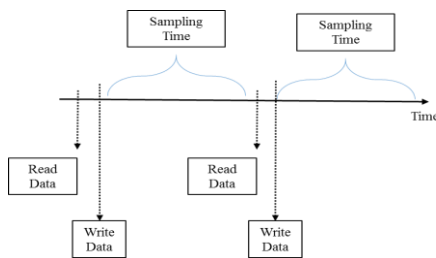 Sampling
Time
Sampling
Time
Time
Read
Data
Read
Data
Write
Data
Write
Data